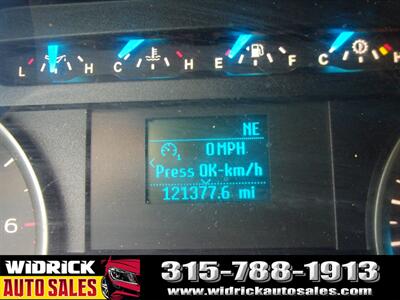 L H C H E F C H
NE
0 MPH
Press OK-km/h
121377.6 mi
6
WIDRICK
AUTO SALES
315-788-1913
www.widrickautosales.com